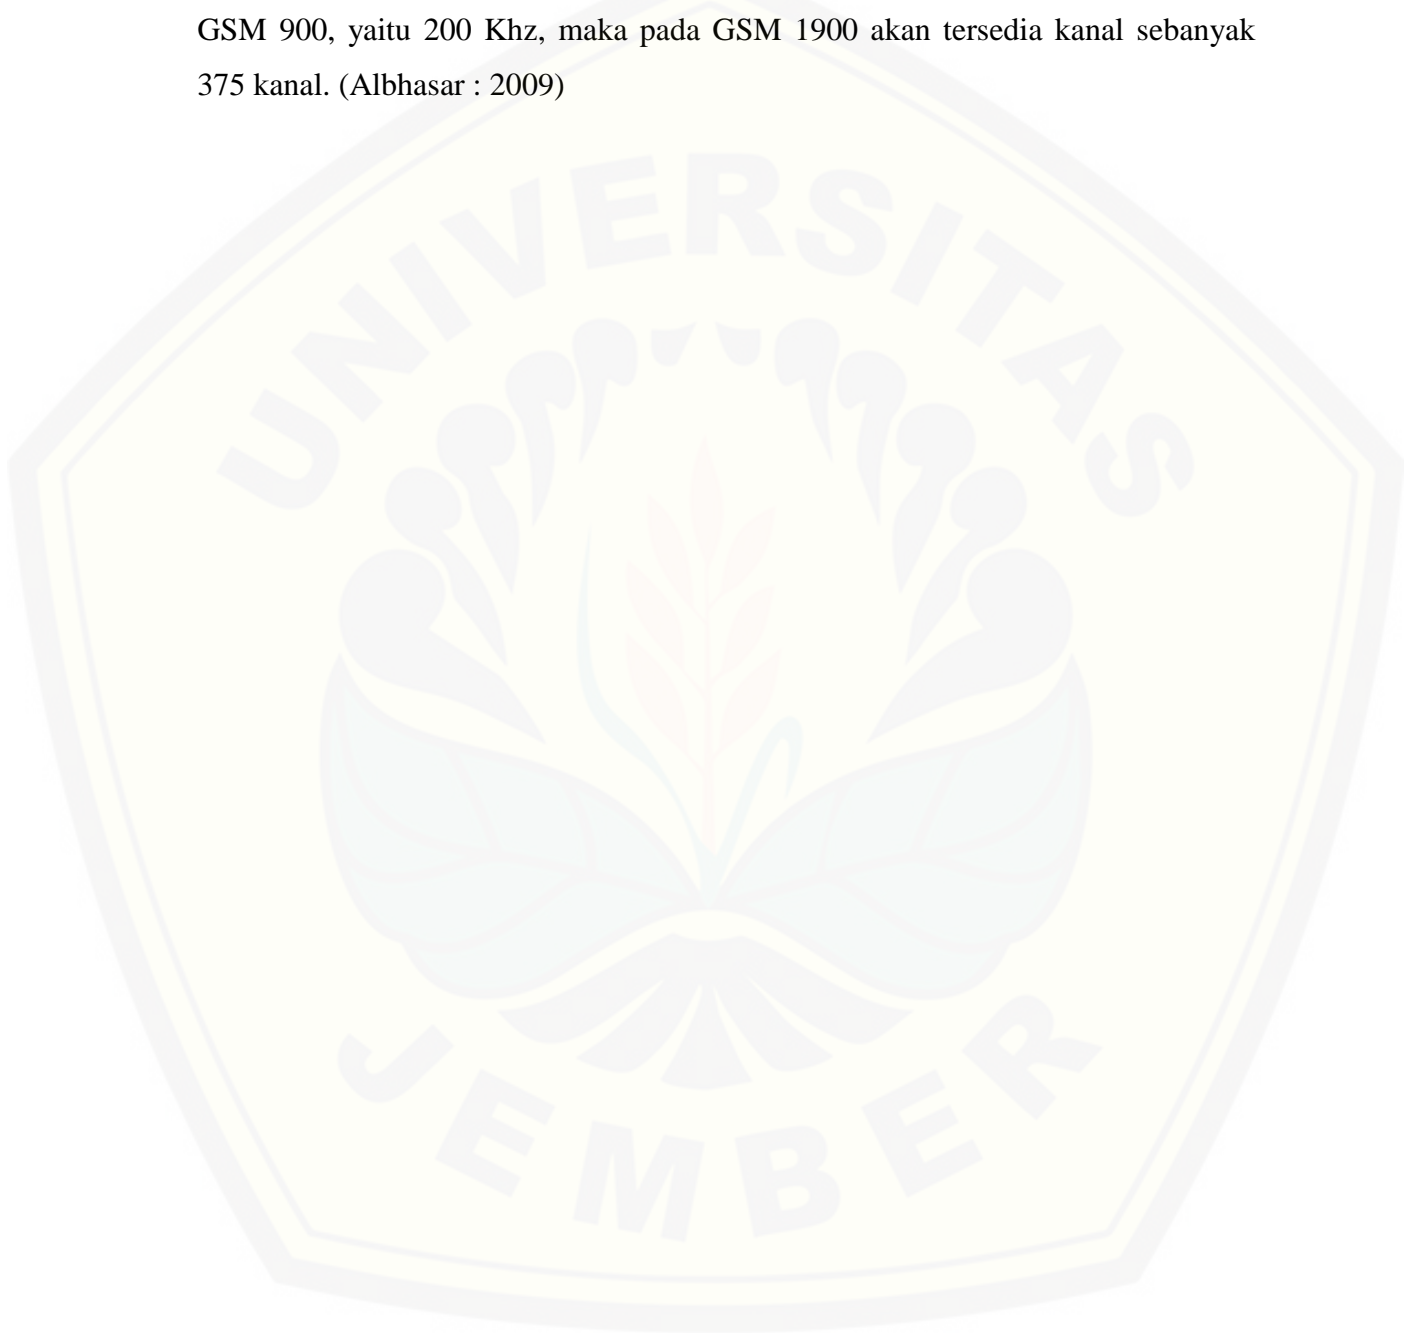 GSM 900, yaitu 200 Khz, maka pada GSM 1900 akan tersedia kanal sebanyak
375 kanal. (Albhasar : 2009)
UNIVERSITAS
JEMBER